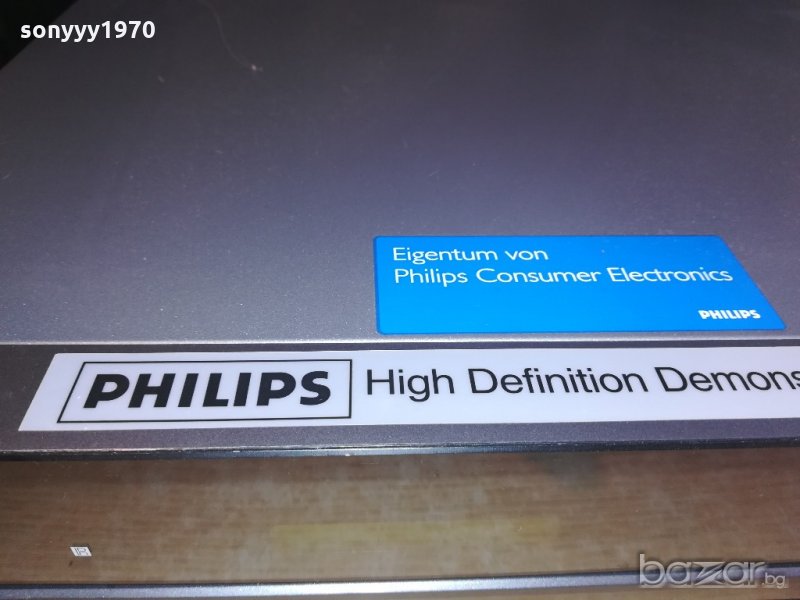 sonyyy1970
Eigentum von
Philips Consumer Electronics
PHILIPS
PHILIPS High Definition Demons
bazar.bg